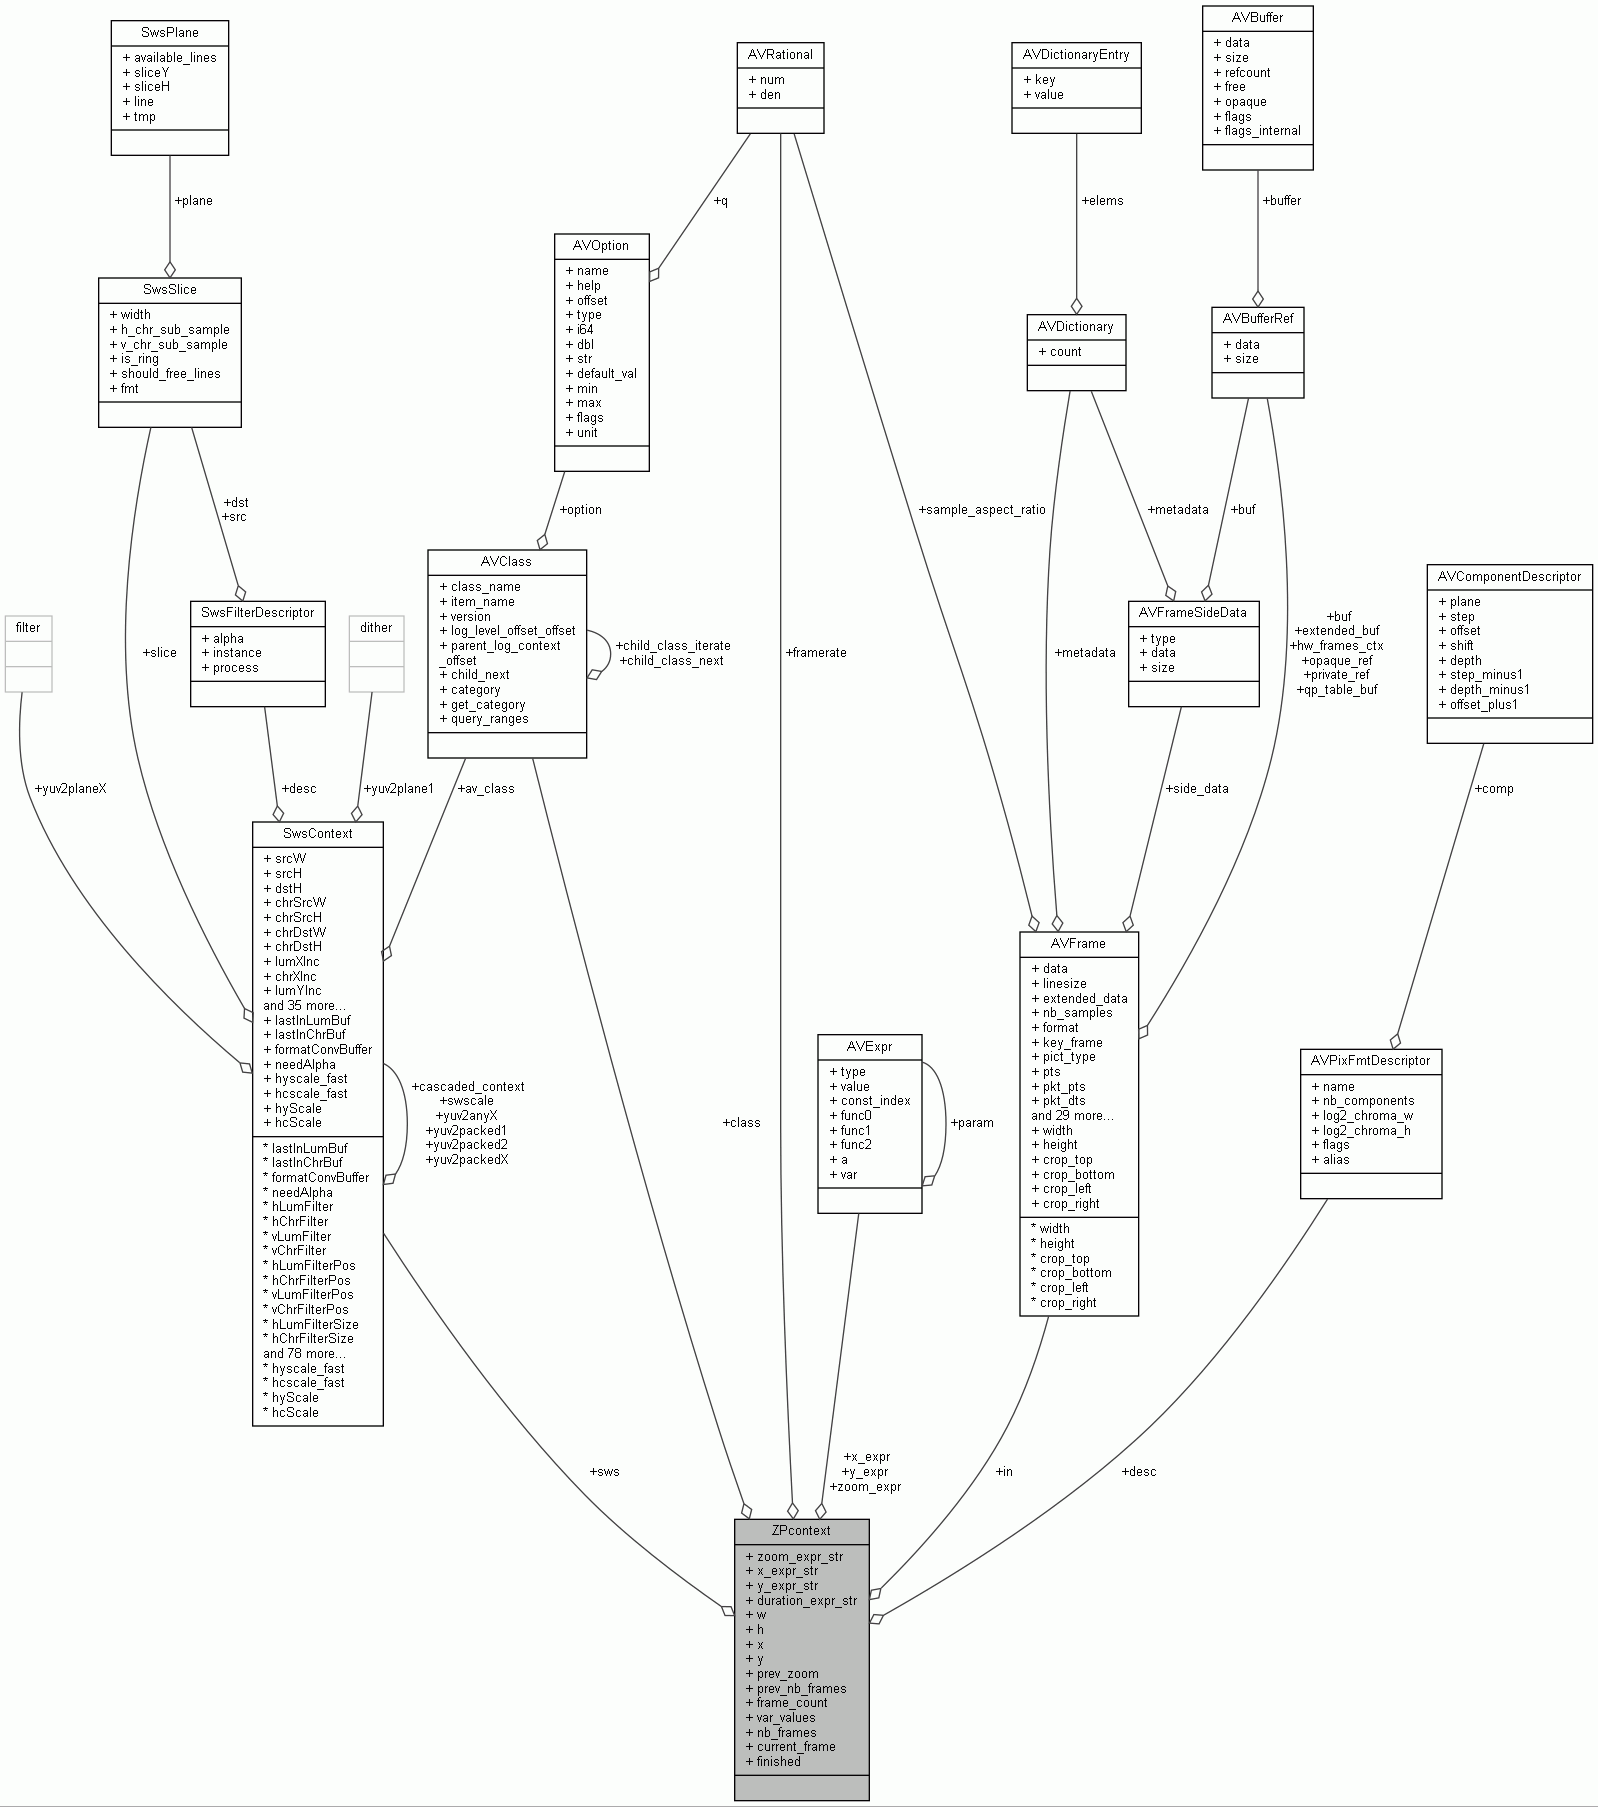 SwsPlane
+ available_lines
+ sliceY
+ sliceH
+ line
+ tmp
AVRational
+ num
+ den
AVDictionaryEntry
+ key
+ value
AVBuffer
+ data
+ size
+ refcount
+ free
+ opaque
+ flags
+ flags_internal
+plane
+q
+elems
+buffer
SwsSlice
+ width
+ h_chr_sub_sample
+ v_chr_sub_sample
+ is_ring
+ should_free_lines
+ fmt
AVOption
+ name
+ help
+ offset
+ type
+ i64
+ dbl
+ str
+ default_val
+ min
+ max
+ flags
+ unit
AVDictionary
+ count
AVBufferRef
+ data
+ size
+dst
+src
+option
+sample_aspect_ratio
+metadata
+buf
filter
SwsFilterDescriptor
+ alpha
+ instance
+ process
dither
AVClass
+ class_name
+ item_name
+ version
+ log_level_offset_offset
+ parent_log_context
_offset
+ child_next
+ category
+ get_category
+ query_ranges
+child_class_iterate
+child_class_next
AVFrameSideData
+ type
+ data
+ size
AVComponentDescriptor
+ plane
+ step
+ offset
+ shift
+ depth
+ step_minus1
+ depth_minus1
+ offset_plus1
+slice
+framerate
+metadata
+buf
+extended_buf
+hw_frames_ctx
+opaque_ref
+private_ref
+qp_table_buf
+yuv2planeX
+desc
+yuv2plane1
+av_class
+side_data
+comp
SwsContext
+ srcW
+ srcH
+ dstH
+ chrSrcW
+ chrSrcH
+ chrDstW
+ chrDstH
+ lumXInc
+ chrXInc
+ lumYInc
and 35 more...
+ lastInLumBuf
+ lastInChrBuf
+ formatConvBuffer
+ needAlpha
+ hyscale_fast
+ hcscale_fast
+ hyScale
+ hcScale
* lastInLumBuf
* lastInChrBuf
* formatConvBuffer
* needAlpha
* hLumFilter
* hChrFilter
* vLumFilter
* vChrFilter
* hLumFilterPos
* hChrFilterPos
* vLumFilterPos
* vChrFilterPos
* hLumFilterSize
* hChrFilterSize
and 78 more...
* hyscale_fast
* hcscale_fast
* hyScale
* hcScale
+cascaded_context
+swscale
+yuv2anyX
+yuv2packed1
+yuv2packed2
+yuv2packedX
+class
AVExpr
+ type
+ value
+ const_index
+ func0
+ func1
+ func2
+ a
+ var
+param
AVFrame
+ data
+ linesize
+ extended_data
+ nb_samples
+ format
+ key_frame
+ pict_type
+ pts
+ pkt_pts
+ pkt_dts
and 29 more...
+ width
+ height
+ crop_top
+ crop_bottom
+ crop_left
+ crop_right
* width
* height
* crop_top
* crop_bottom
* crop_left
* crop_right
AVPixFmtDescriptor
+ name
+ nb_components
+ log2_chroma_w
+ log2_chroma_h
+ flags
+ alias
+sws
+x_expr
+y_expr
+zoom_expr
+in
+desc
ZPcontext
+ zoom_expr_str
+ x_expr_str
+ y_expr_str
+ duration_expr_str
+ w
+ h
+ x
+ y
+ prev_zoom
+ prev_nb_frames
+ frame_count
+ var_values
+ nb_frames
+ current_frame
+ finished